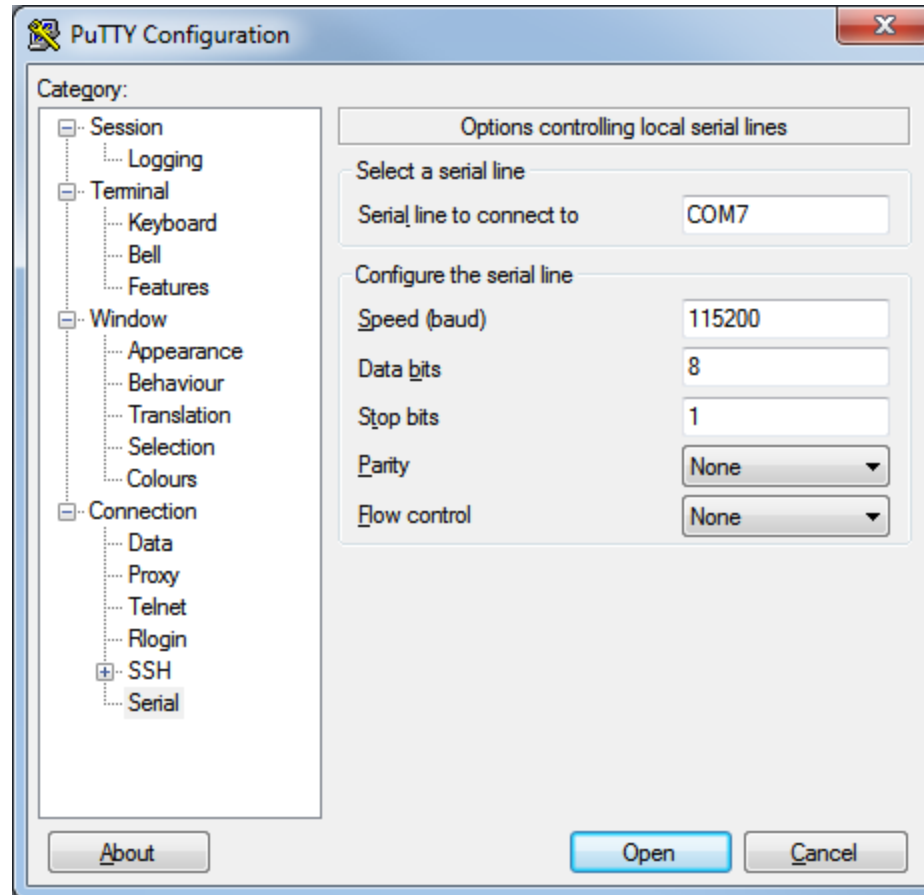 PuTTY Configuration
Category:
Session
Logging
Terminal
Keyboard
Bell
Features
Window
Appearance
Behaviour
Translation
Selection
Colours
Connection
Data
Proxy
Telnet
Rlogin
SSH
Serial
Options controlling local serial lines
Select a serial line
Serial line to connect to COM7
Configure the serial line
Speed (baud) 115200
Data bits 8
Stop bits 1
Parity None
Flow control None
About Open Cancel